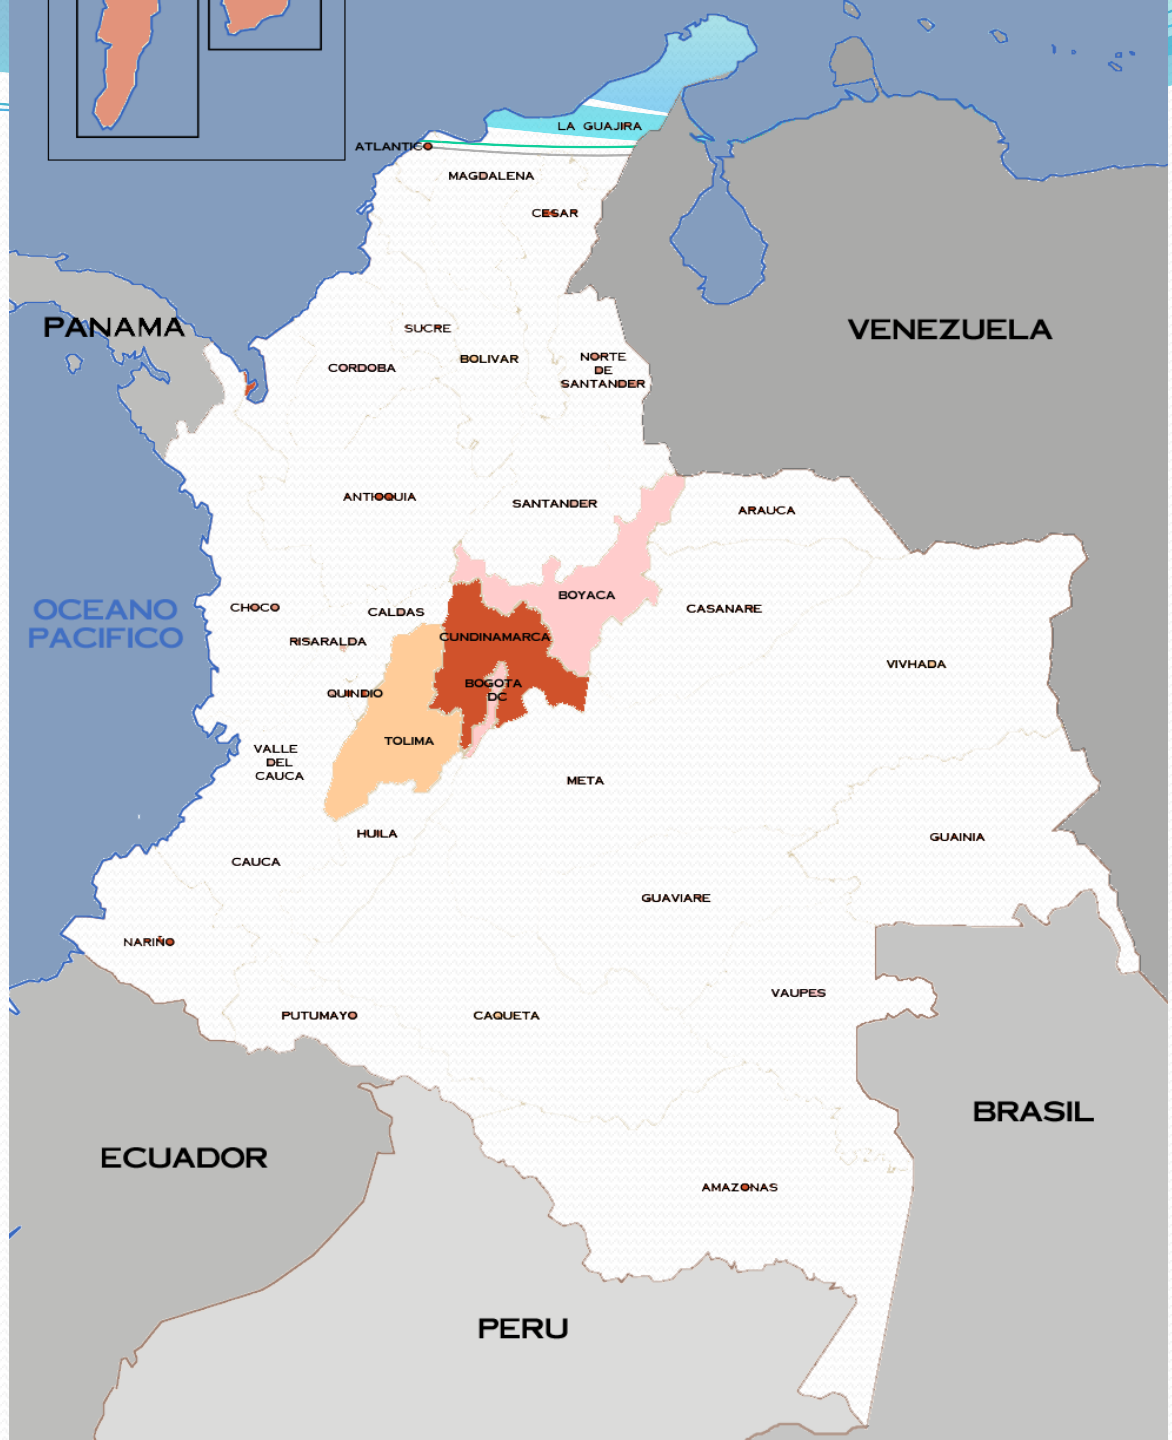 LA GUAJIRA
ATLANTICO
MAGDALENA
CESAR
PANAMA
VENEZUELA
SUCRE
CORDOBA
BOLIVAR
NORTE
DE
SANTANDER
ANTIOQUIA
SANTANDER
ARAUCA
OCEANO
PACIFICO
CHOCO
CALDAS
BOYACA
CASANARE
RISARALDA
CUNDINAMARCA
VIVHADA
QUINDIO
BOGOTA
DC
VALLE
DEL
CAUCA
TOLIMA
META
HUILA
GUAINIA
CAUCA
GUAVIARE
NARIÑO
VAUPES
PUTUMAYO
CAQUETA
BRASIL
ECUADOR
AMAZONAS
PERU